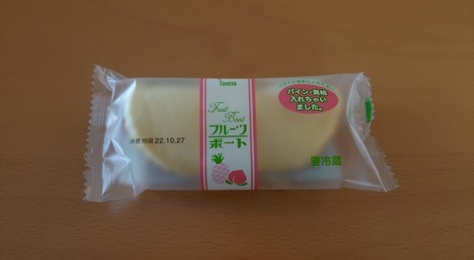 Fruit
Boat
フルーツ
ボート
消費期限 22.10.27
パイン・黄桃
入れちゃい
ました。
要冷蔵